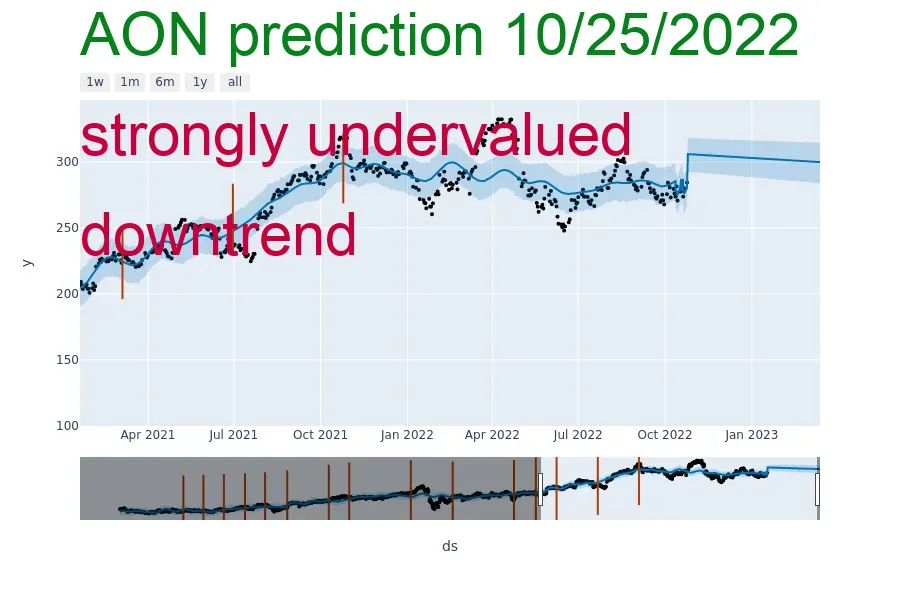 AON prediction 10/25/2022
1w 1m 6m 1y all
strongly undervalued
downtrend
300
250
200
150
100
y
Apr 2021 Jul 2021 Oct 2021 Jan 2022 Apr 2022 Jul 2022 Oct 2022 Jan 2023
ds